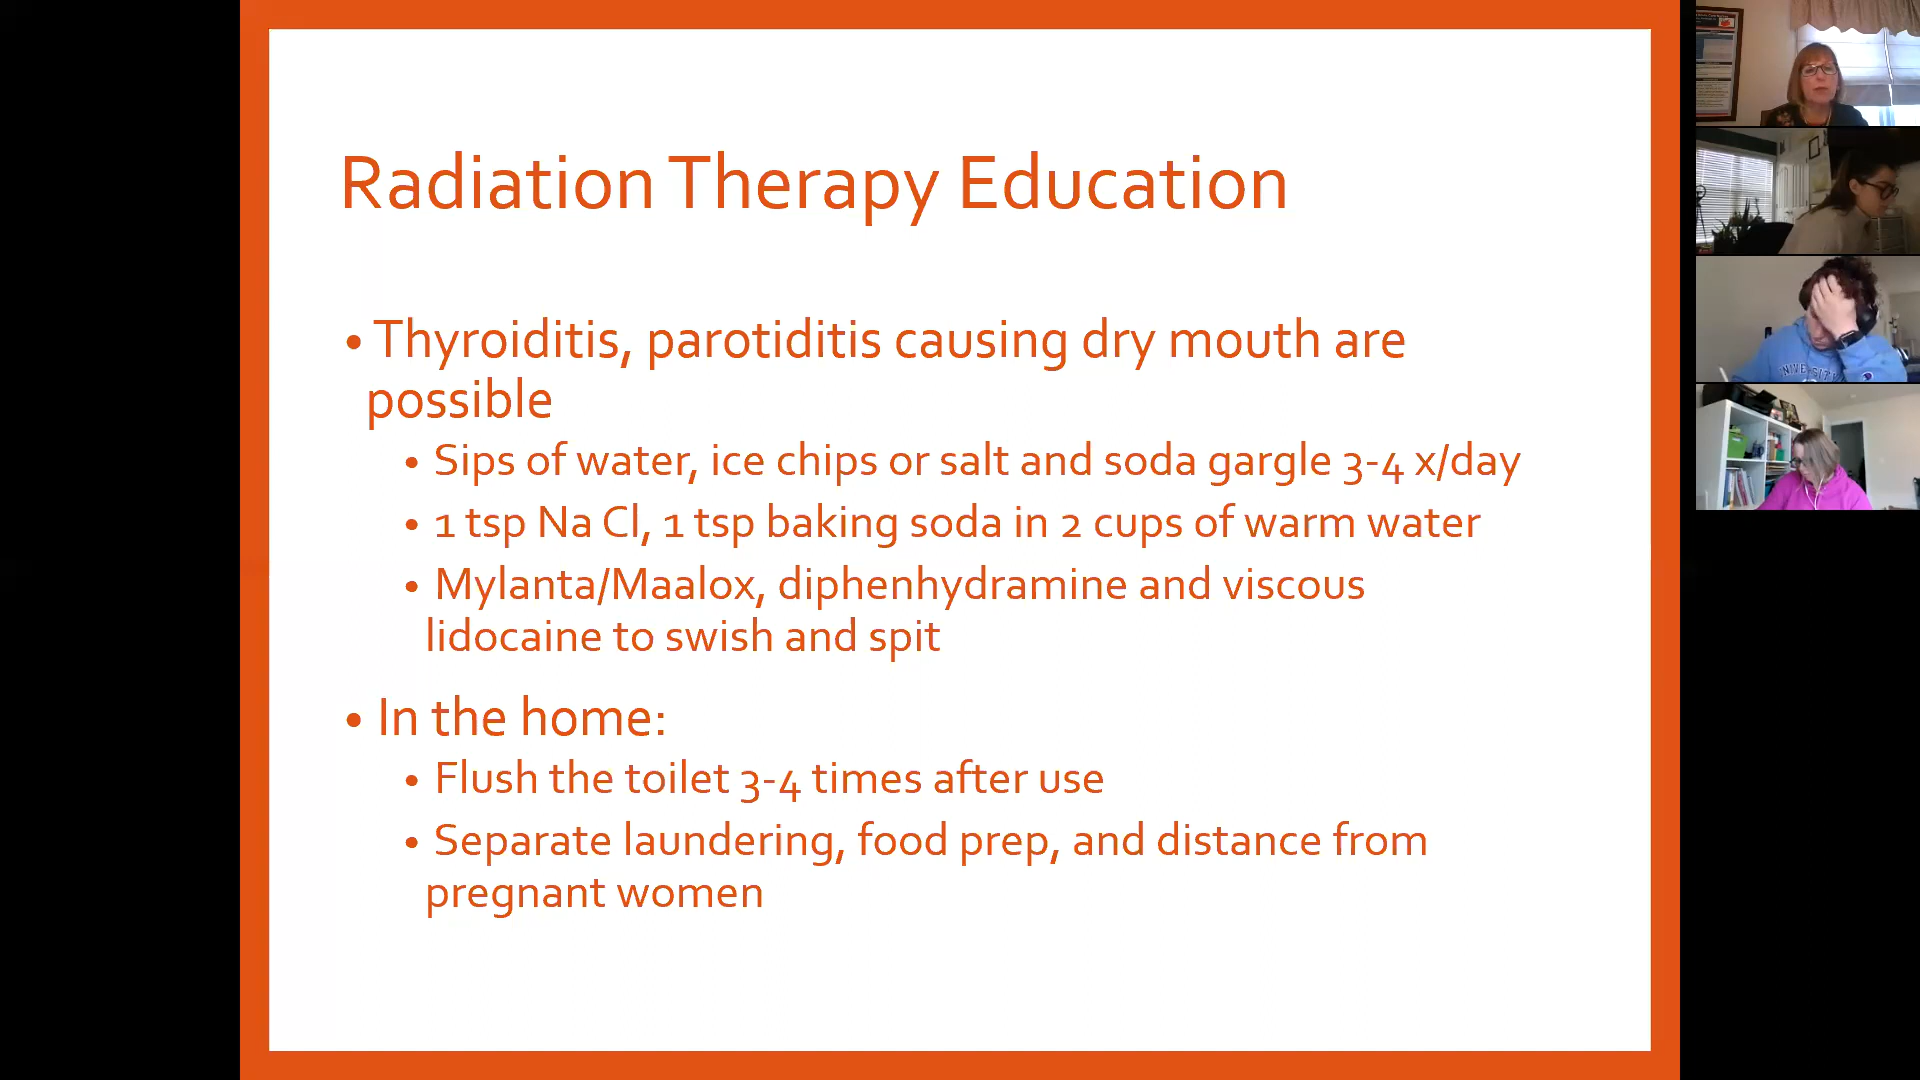 Radiation Therapy Education
• Thyroiditis, parotiditis causing dry mouth are
possible
• Sips of water, ice chips or salt and soda gargle 3-4 x/day
• 1 tsp Na Cl, 1 tsp baking soda in 2 cups of warm water
• Mylanta/Maalox, diphenhydramine and viscous
lidocaine to swish and spit
• In the home:
• Flush the toilet 3-4 times after use
• Separate laundering, food prep, and distance from
pregnant women